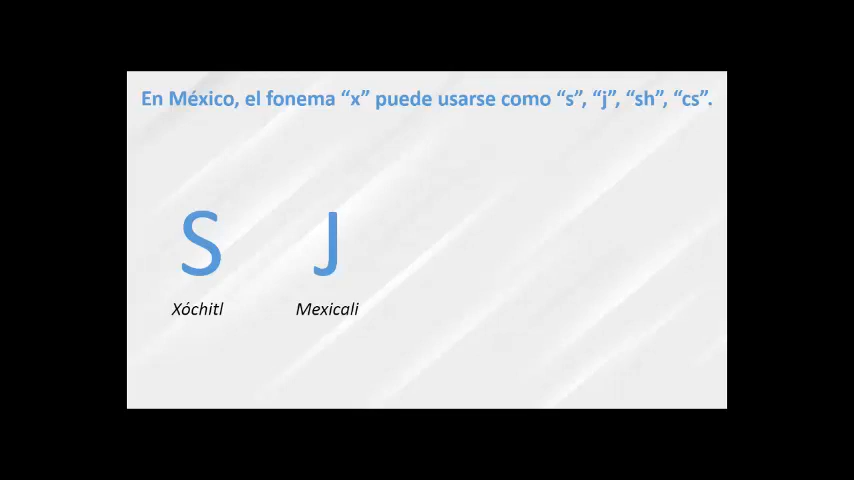 En México, el fonema “x” puede usarse como “s”, “j”, “sh”, “cs”.
S J
Xóchitl Mexicali